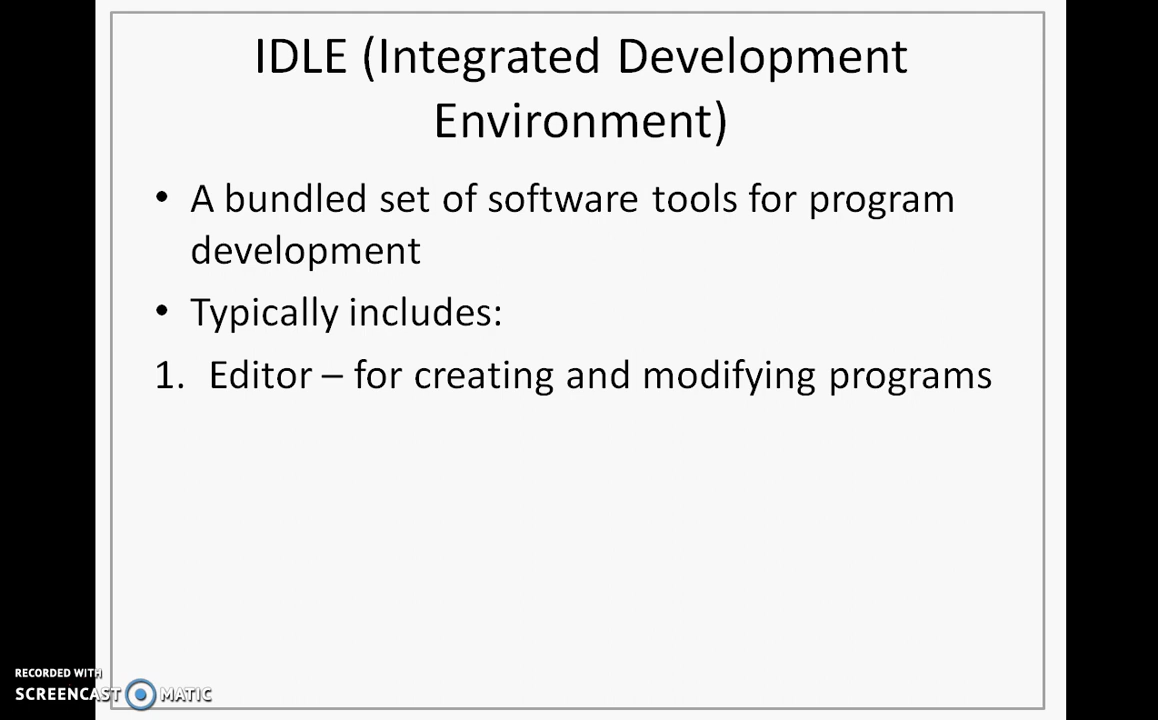 IDLE (Integrated Development
Environment)
• A bundled set of software tools for program
development
• Typically includes:
1. Editor – for creating and modifying programs
RECORDED WITH
SCREENCAST MATIC